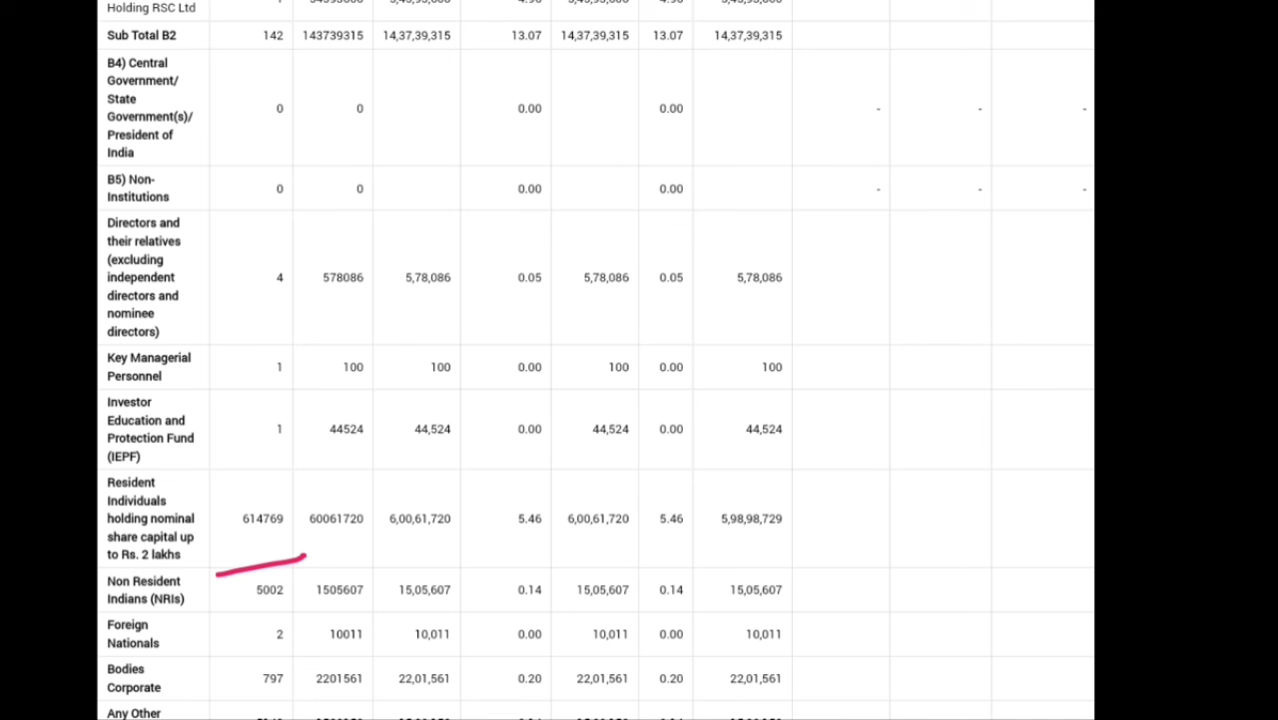 Holding RSC Ltd
Sub Total B2 142 143739315 14,37,39,315 13.07 14,37,39,315 13.07 14,37,39,315
B4) Central
Government/
State
Government(s)/
President of
India
0 0 0.00 0.00 - - -
B5) Non-
Institutions
0 0 0.00 0.00 - - -
Directors and
their relatives
(excluding
independent
directors and
nominee
directors)
4 578086 5,78,086 0.05 5,78,086 0.05 5,78,086
Key Managerial
Personnel
1 100 100 0.00 100 0.00 100
Investor
Education and
Protection Fund
(IEPF)
1 44524 44,524 0.00 44,524 0.00 44,524
Resident
Individuals
holding nominal
share capital up
to Rs. 2 lakhs
614769 60061720 6,00,61,720 5.46 6,00,61,720 5.46 5,98,98,729
Non Resident
Indians (NRIs)
5002 1505607 15,05,607 0.14 15,05,607 0.14 15,05,607
Foreign
Nationals
2 10011 10,011 0.00 10,011 0.00 10,011
Bodies
Corporate
797 2201561 22,01,561 0.20 22,01,561 0.20 22,01,561
Any Other